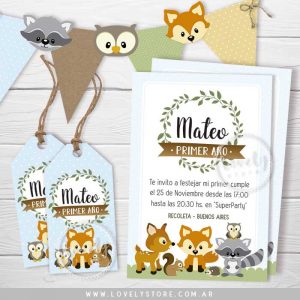 Mateo
PRIMER AÑO
Te invito a festejar mi primer cumple
el 25 de Noviembre desde las 17:00
hasta las 20:30 hs. en "SuperParty"
RECOLETA - BUENOS AIRES
Mateo
PRIMER AÑO
Mateo
PRIMER AÑO
WWW.LOVELYSTORE.COM.AR